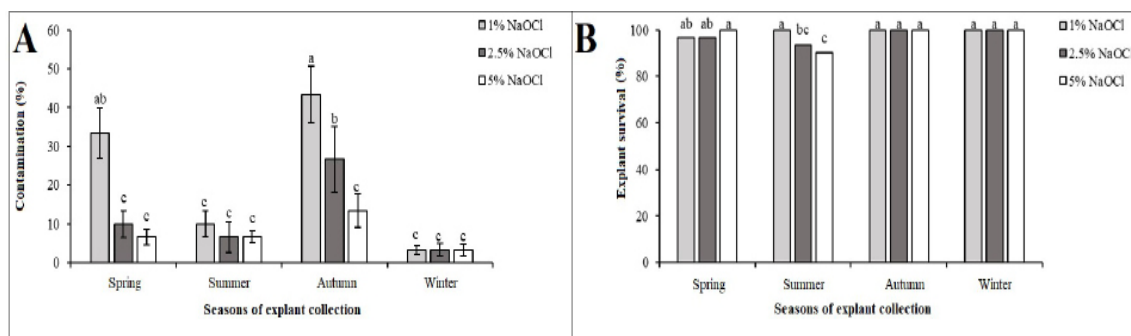 A
Contamination (%)
60
50
40
30
20
10
0
ab
c
c
c
c
c
a
b
c
c
c
c
Spring
Summer
Autumn
Winter
Seasons of explant collection
1% NaOCl
2.5% NaOCl
5% NaOCl
B
Explant survival (%)
100
80
60
40
20
0
ab
ab
a
a
bc
c
a
a
a
a
a
a
Spring
Summer
Autumn
Winter
Seasons of explant collection
1% NaOCl
2.5% NaOCl
5% NaOCl